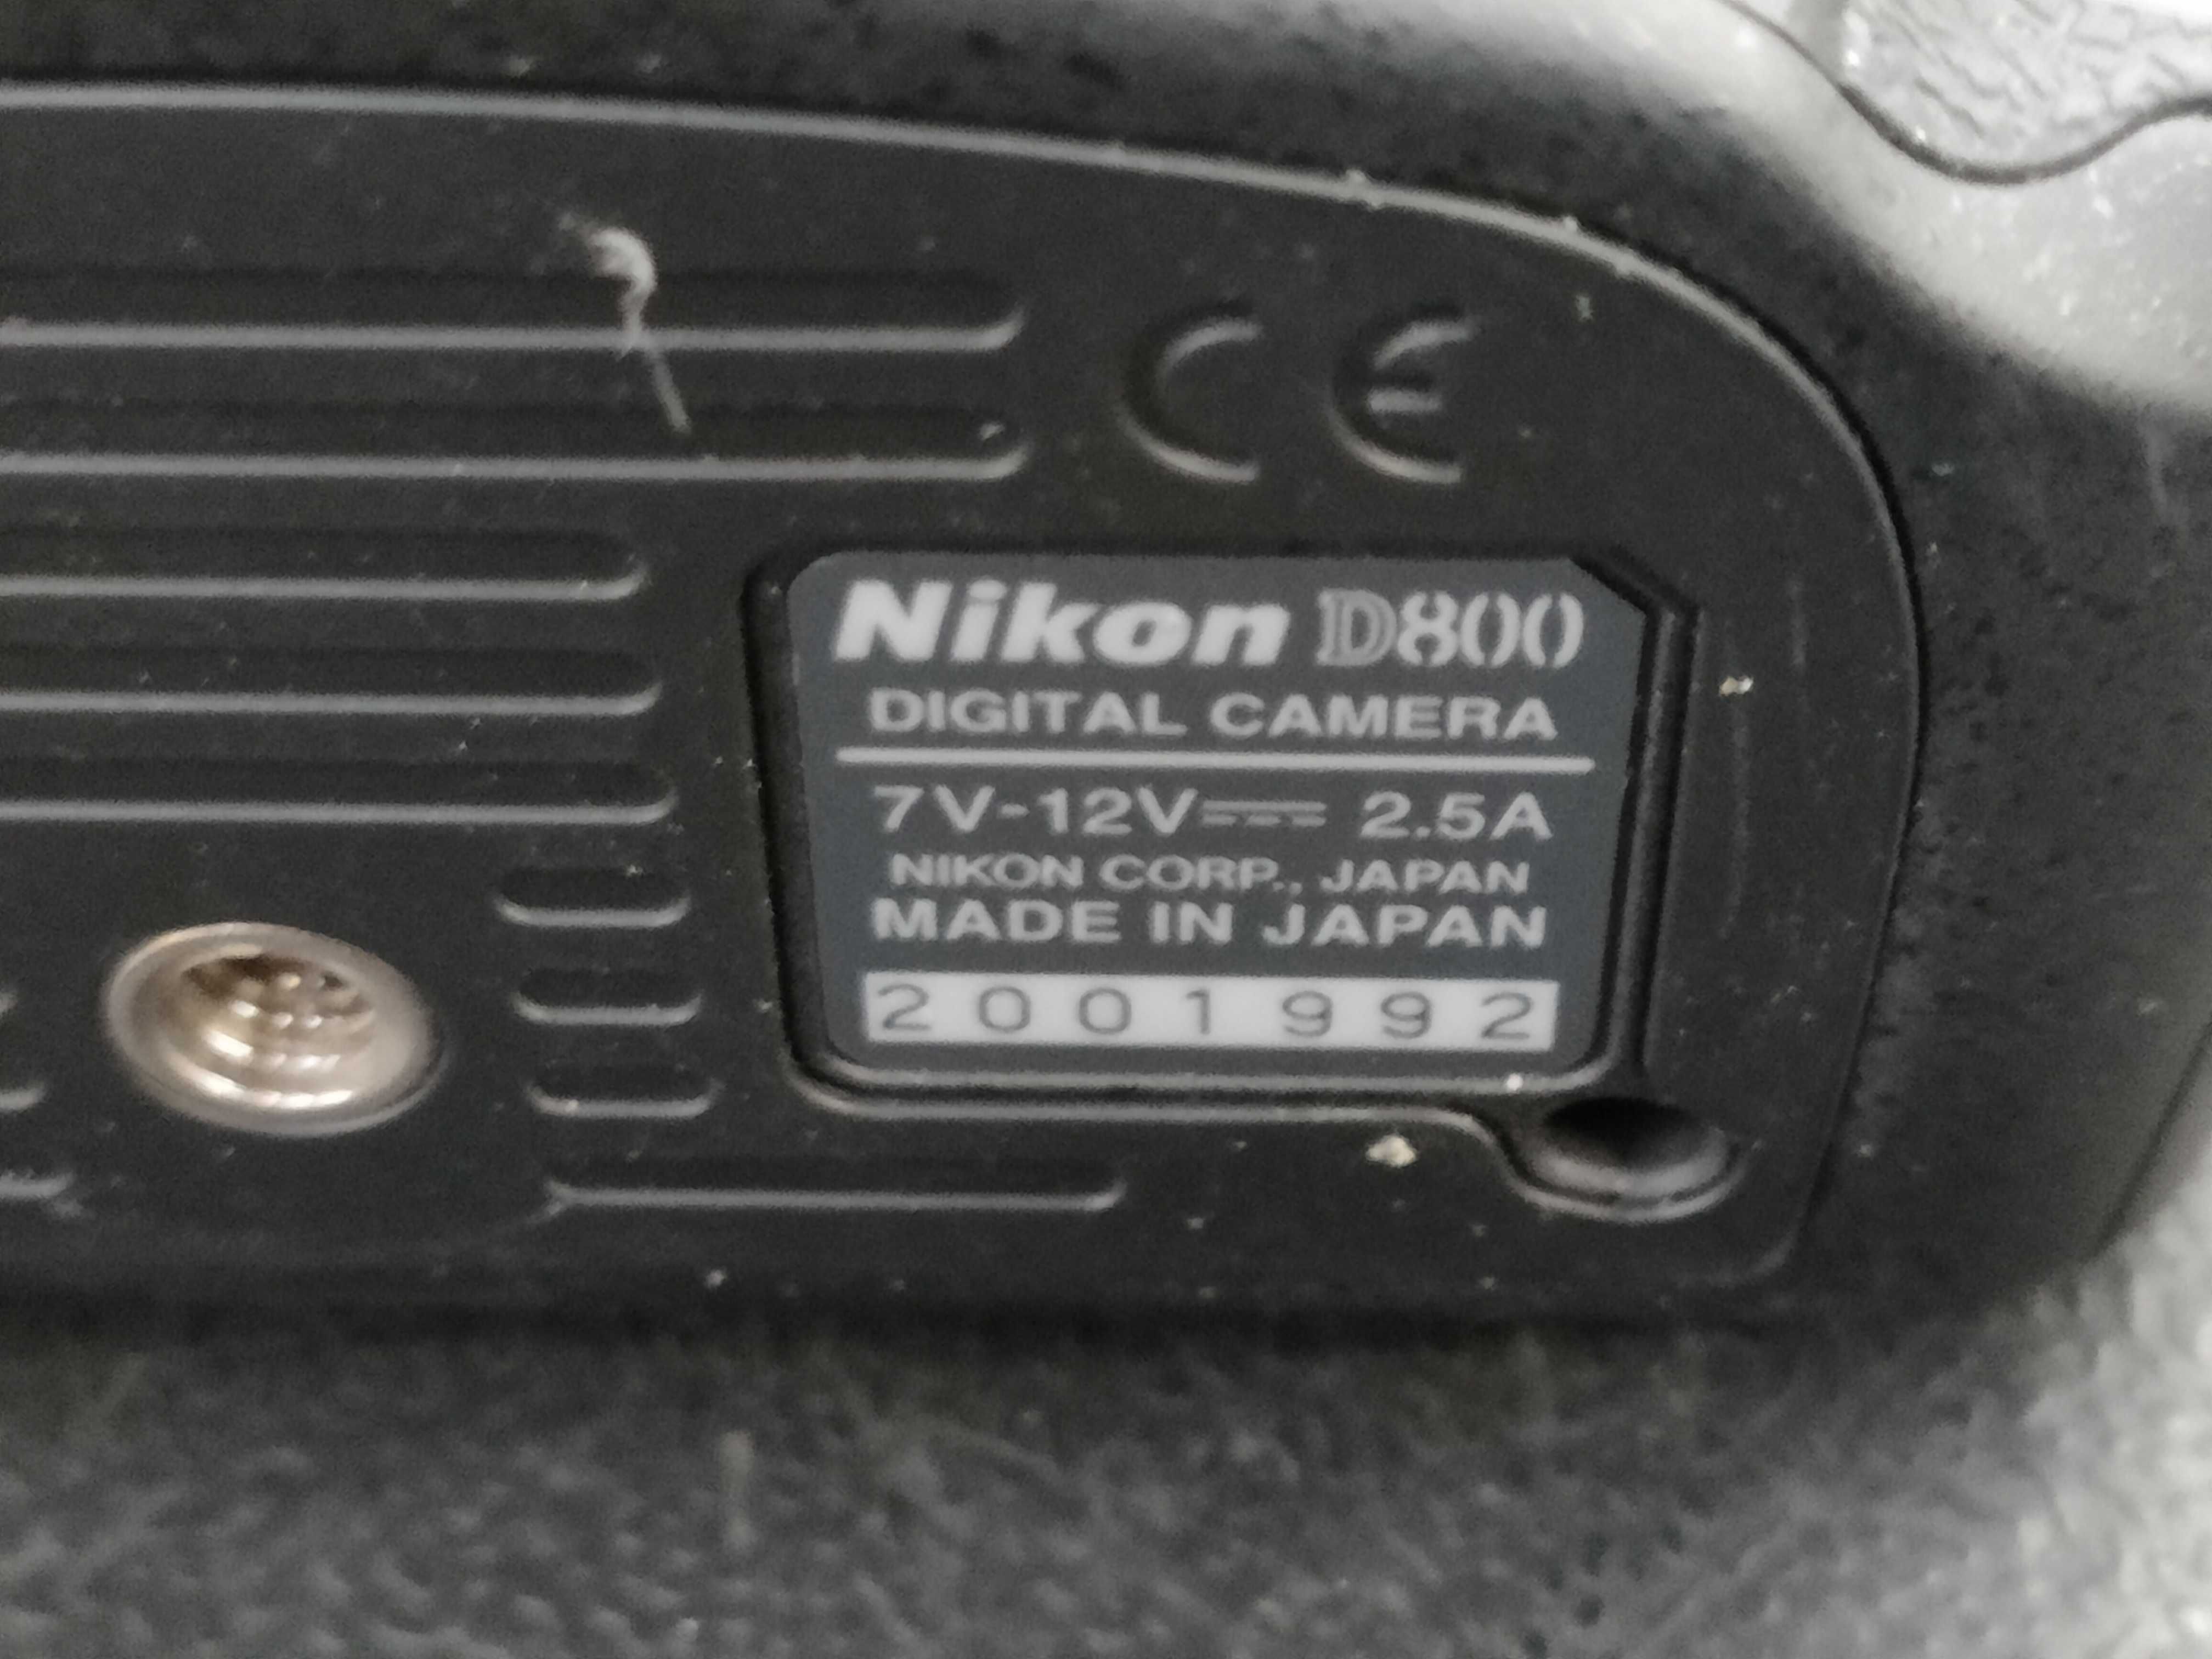 CE
Nikon D800
DIGITAL CAMERA
7V-12V⎓ 2.5A
NIKON CORP., JAPAN
MADE IN JAPAN
2001992